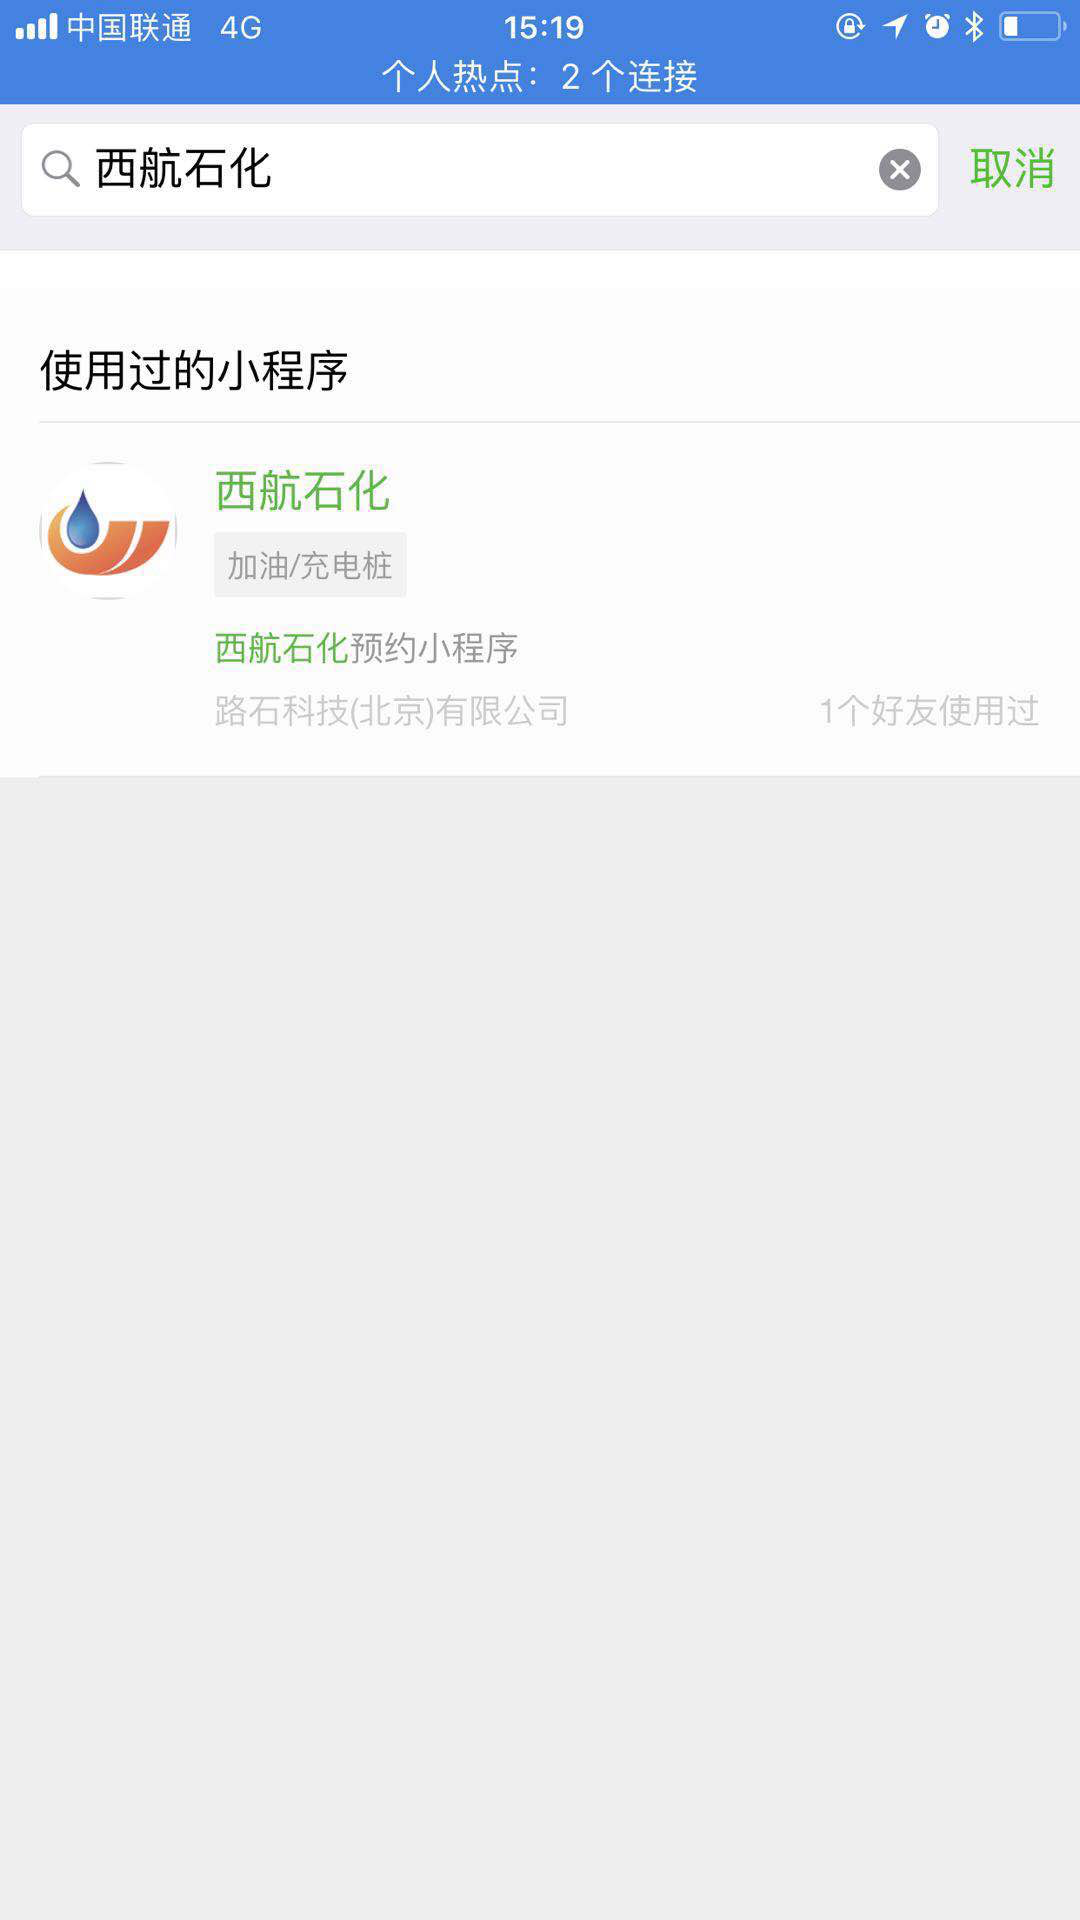 中国联通 4G 15:19
个人热点：2 个连接
西航石化 取消
使用过的小程序
西航石化
加油/充电桩
西航石化预约小程序
路石科技(北京)有限公司 1个好友使用过